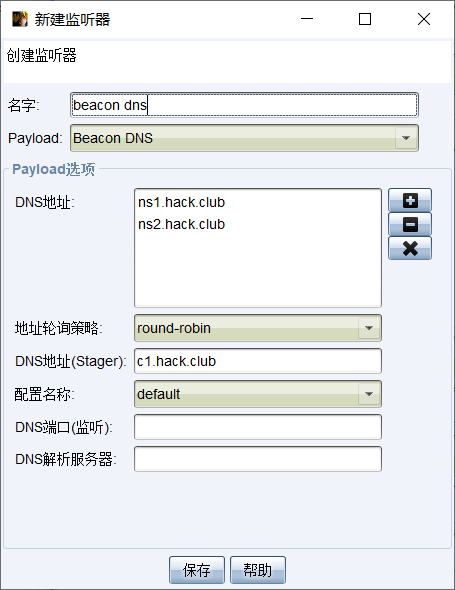 新建监听器
创建监听器
名字: beacon dns
Payload: Beacon DNS
Payload选项
DNS地址: ns1.hack.club
ns2.hack.club
地址轮询策略: round-robin
DNS地址(Stager): c1.hack.club
配置名称: default
DNS端口(监听):
DNS解析服务器:
保存 帮助